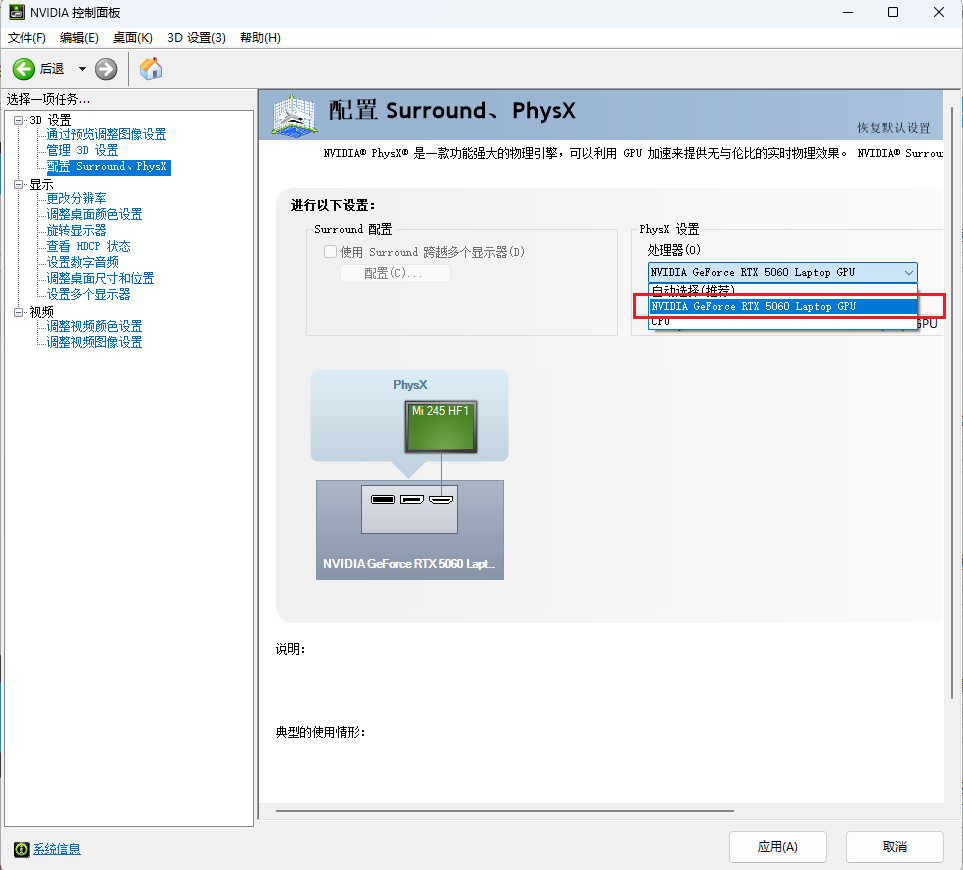 NVIDIA 控制面板
文件(F) 编辑(E) 桌面(K) 3D 设置(3) 帮助(H)
后退
选择一项任务...
3D 设置
通过预览调整图像设置
管理 3D 设置
配置 Surround、PhysX
显示
更改分辨率
调整桌面颜色设置
旋转显示器
查看 HDCP 状态
设置数字音频
调整桌面尺寸和位置
设置多个显示器
视频
调整视频颜色设置
调整视频图像设置
系统信息
配置 Surround、PhysX
恢复默认设置
NVIDIA® PhysX® 是一款功能强大的物理引擎，可以利用 GPU 加速来提供无与伦比的实时物理效果。 NVIDIA® Surrou
进行以下设置:
Surround 配置
使用 Surround 跨越多个显示器(D)
配置(C)...
PhysX 设置
处理器(O)
NVIDIA GeForce RTX 5060 Laptop GPU
自动选择(推荐)
NVIDIA GeForce RTX 5060 Laptop GPU
CPU
GPU
PhysX
Mi 245 HF1
NVIDIA GeForce RTX 5060 Lapt...
说明:
典型的使用情形:
应用(A)
取消